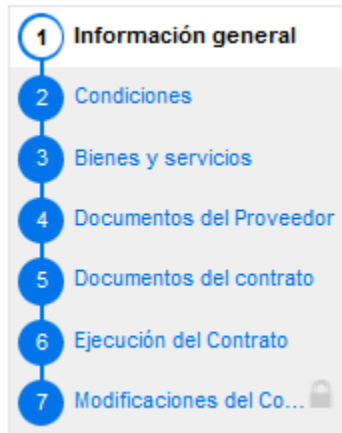 1 Información general
2 Condiciones
3 Bienes y servicios
4 Documentos del Proveedor
5 Documentos del contrato
6 Ejecución del Contrato
7 Modificaciones del Co...